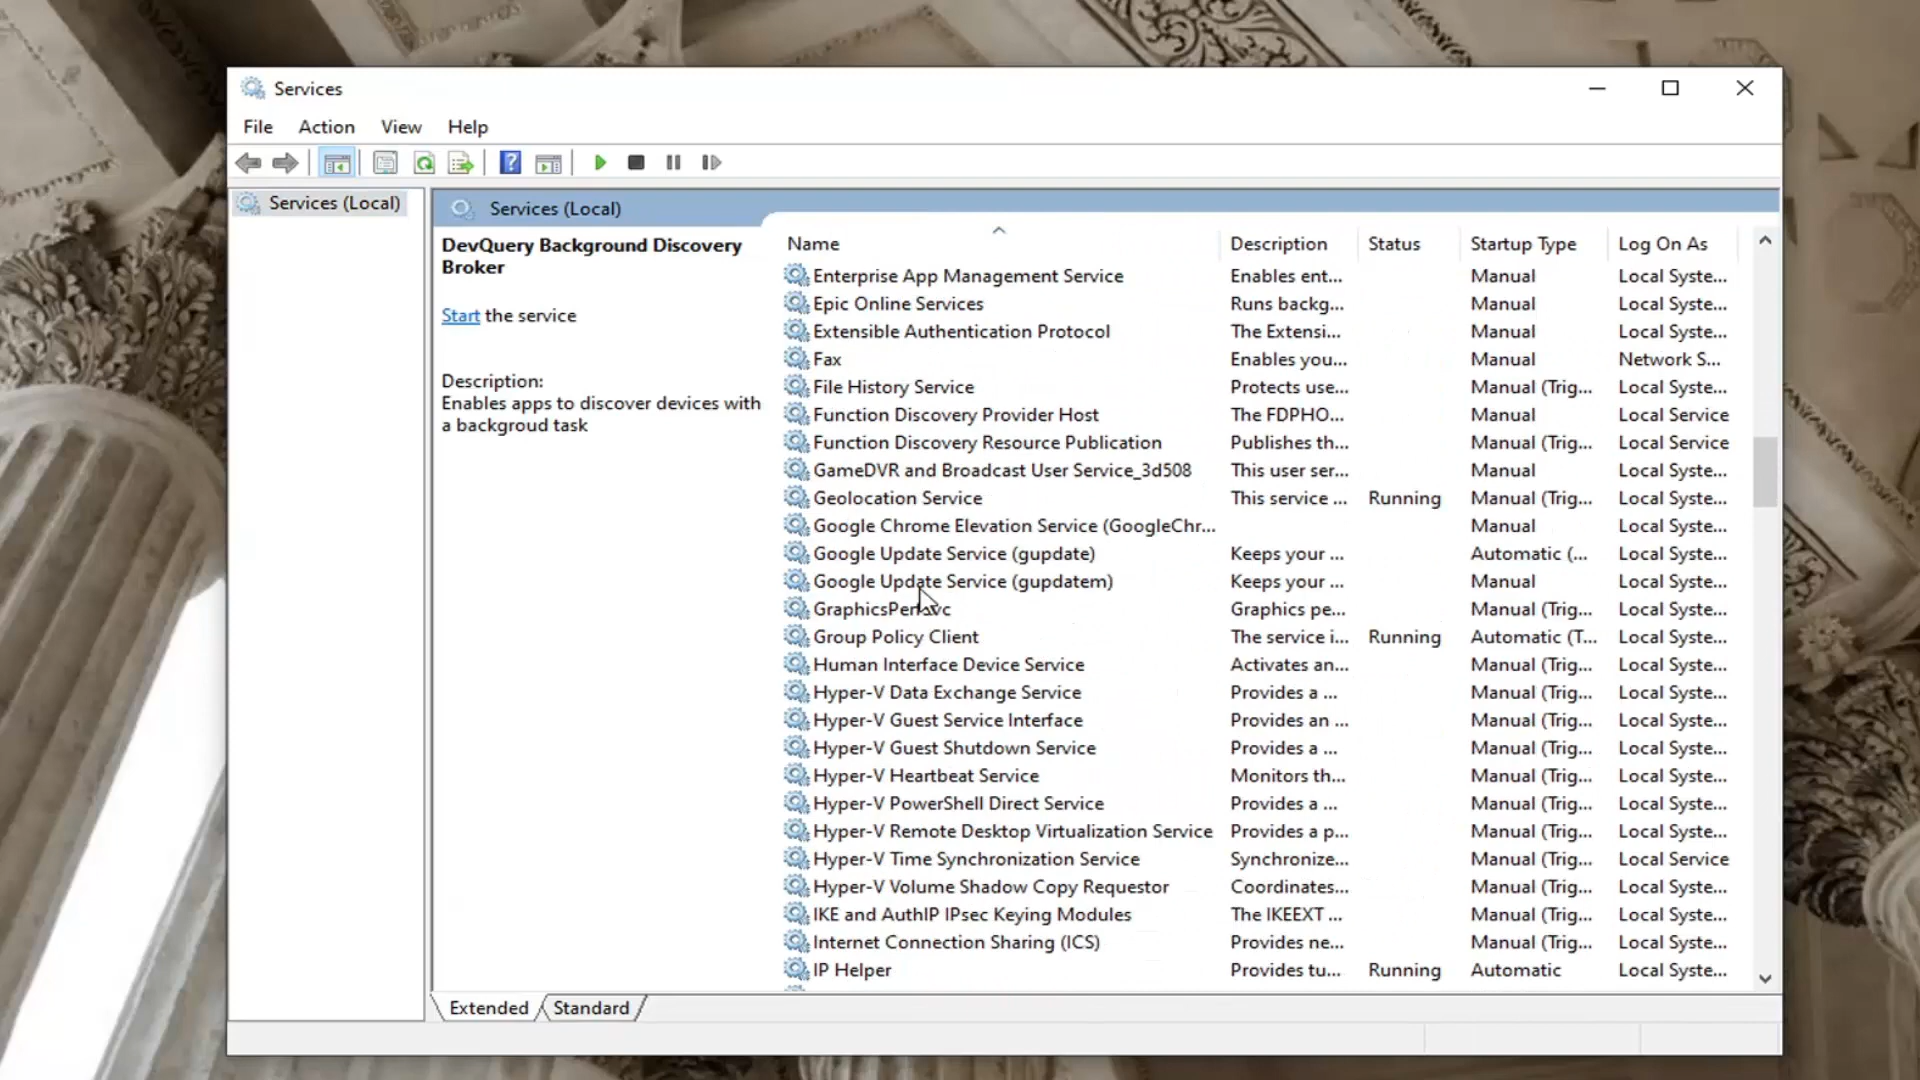 Services
File Action View Help
Services (Local)
Services (Local)
DevQuery Background Discovery
Broker
Start the service
Description:
Enables apps to discover devices with
a backgroud task
Name Description Status Startup Type Log On As
Enterprise App Management Service Enables ent... Manual Local Syste...
Epic Online Services Runs backg... Manual Local Syste...
Extensible Authentication Protocol The Extensi... Manual Local Syste...
Fax Enables you... Manual Network S...
File History Service Protects use... Manual (Trig... Local Syste...
Function Discovery Provider Host The FDPHO... Manual Local Service
Function Discovery Resource Publication Publishes th... Manual (Trig... Local Service
GameDVR and Broadcast User Service_3d508 This user ser... Manual Local Syste...
Geolocation Service This service ... Running Manual (Trig... Local Syste...
Google Chrome Elevation Service (GoogleChr... Manual Local Syste...
Google Update Service (gupdate) Keeps your ... Automatic (... Local Syste...
Google Update Service (gupdatem) Keeps your ... Manual Local Syste...
Graphics pe... Manual (Trig... Local Syste...
Group Policy Client The service i... Running Automatic (T... Local Syste...
Human Interface Device Service Activates an... Manual (Trig... Local Syste...
Hyper-V Data Exchange Service Provides a ... Manual (Trig... Local Syste...
Hyper-V Guest Service Interface Provides an ... Manual (Trig... Local Syste...
Hyper-V Guest Shutdown Service Provides a ... Manual (Trig... Local Syste...
Hyper-V Heartbeat Service Monitors th... Manual (Trig... Local Syste...
Hyper-V PowerShell Direct Service Provides a ... Manual (Trig... Local Syste...
Hyper-V Remote Desktop Virtualization Service Provides a p... Manual (Trig... Local Syste...
Hyper-V Time Synchronization Service Synchronize... Manual (Trig... Local Service
Hyper-V Volume Shadow Copy Requestor Coordinates... Manual (Trig... Local Syste...
IKE and AuthIP IPsec Keying Modules The IKEEXT ... Manual (Trig... Local Syste...
Internet Connection Sharing (ICS) Provides ne... Manual (Trig... Local Syste...
IP Helper Provides tu... Running Automatic Local Syste...
Extended Standard